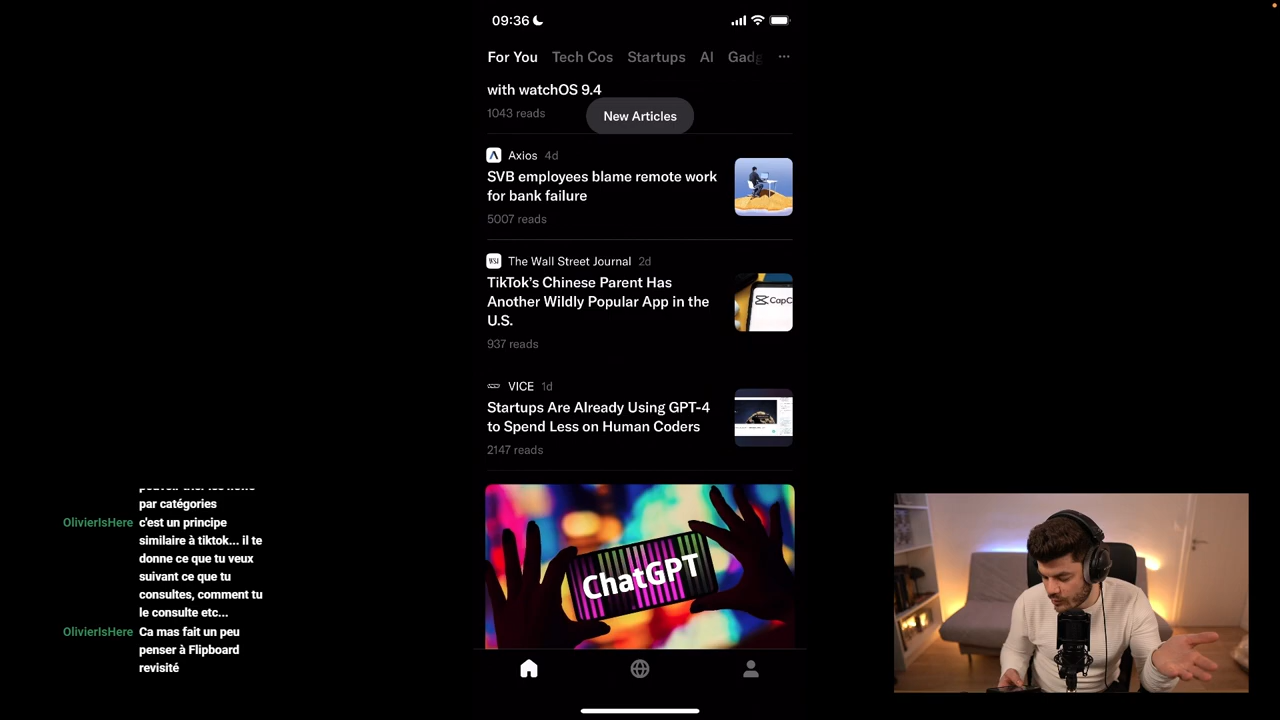 09:36
For You Tech Cos Startups AI Gadg ...
with watchOS 9.4
1043 reads
New Articles
Axios 4d
SVB employees blame remote work
for bank failure
5007 reads
WSJ The Wall Street Journal 2d
TikTok's Chinese Parent Has
Another Wildly Popular App in the
U.S.
CapC
937 reads
VICE 1d
Startups Are Already Using GPT-4
to Spend Less on Human Coders
2147 reads
ChatGPT
par catégories
OlivierIsHere c'est un principe
similaire à tiktok... il te
donne ce que tu veux
suivant ce que tu
consultes, comment tu
le consulte etc...
OlivierIsHere Ca mas fait un peu
penser à Flipboard
revisité